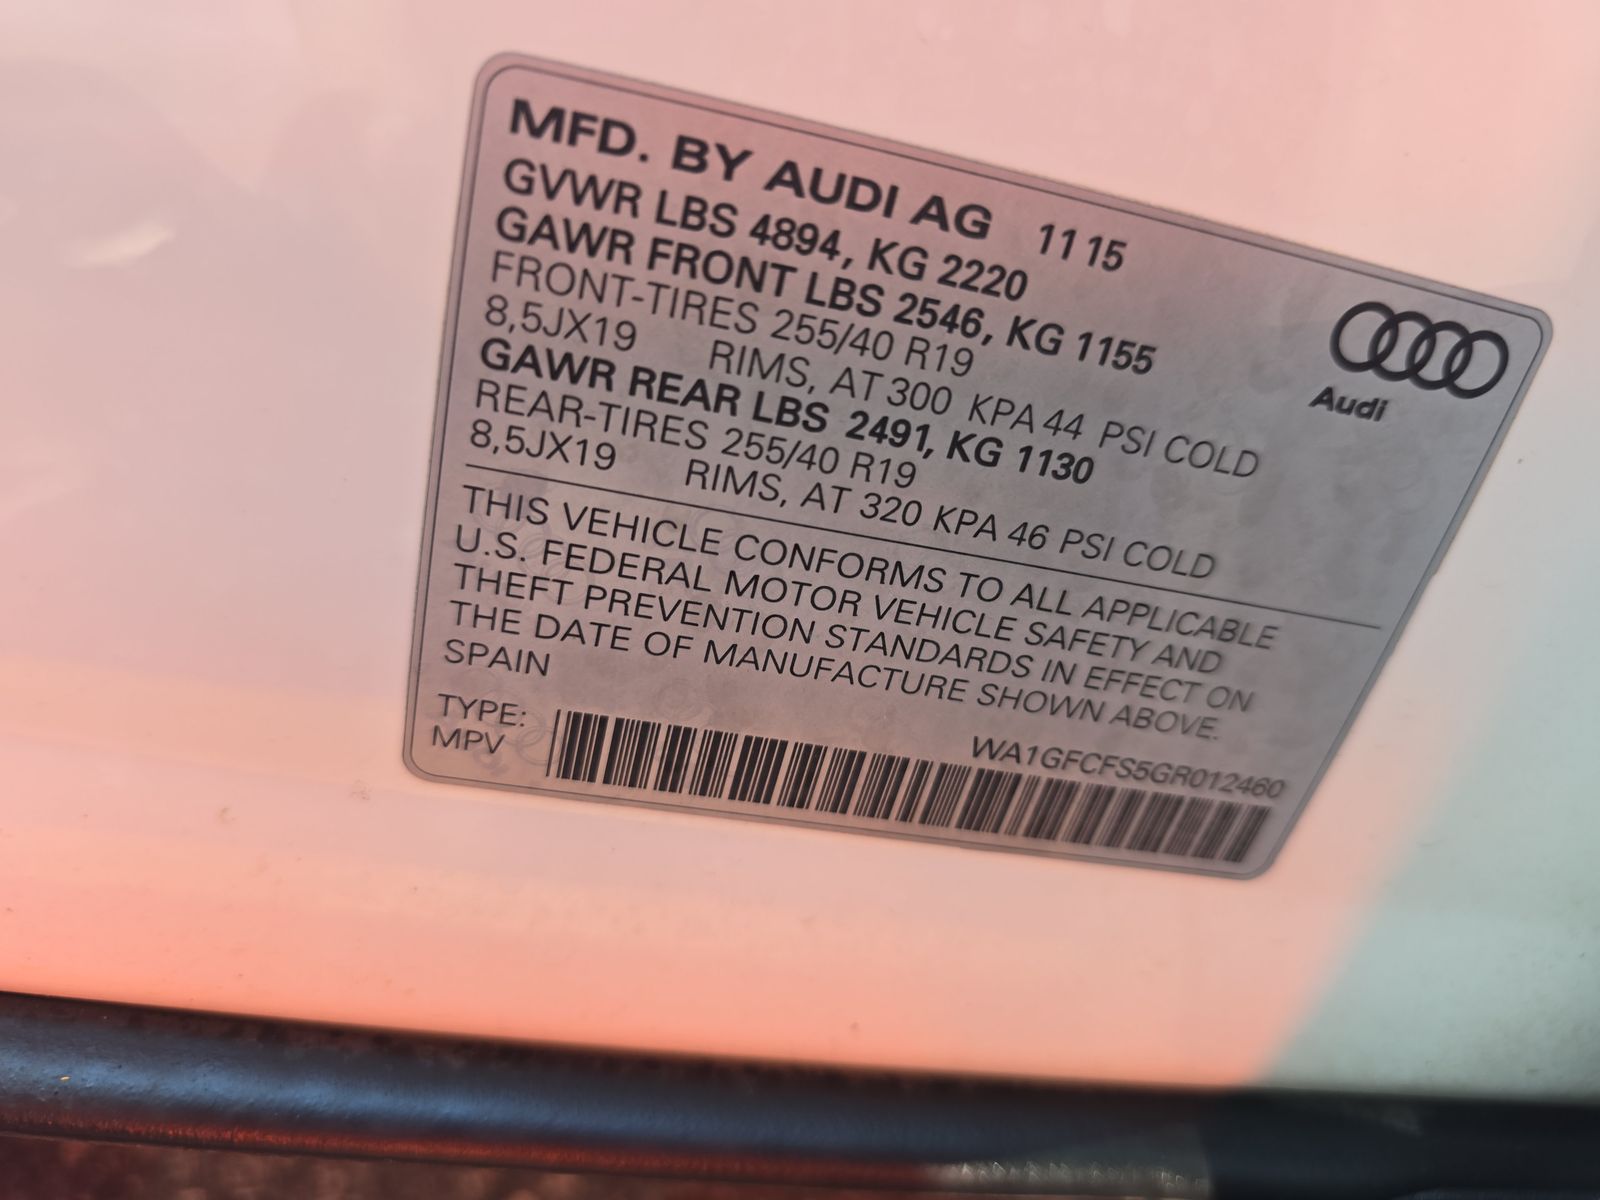 MFD. BY AUDI AG 11 15
GVWR LBS 4894, KG 2220
GAWR FRONT LBS 2546, KG 1155
FRONT-TIRES 255/40 R19
8,5JX19 RIMS, AT 300 KPA 44 PSI COLD
GAWR REAR LBS 2491, KG 1130
REAR-TIRES 255/40 R19
8,5JX19 RIMS, AT 320 KPA 46 PSI COLD
Audi
THIS VEHICLE CONFORMS TO ALL APPLICABLE
U.S. FEDERAL MOTOR VEHICLE SAFETY AND
THEFT PREVENTION STANDARDS IN EFFECT ON
THE DATE OF MANUFACTURE SHOWN ABOVE.
SPAIN
WA1GFCFS5GR012460
TYPE:
MPV